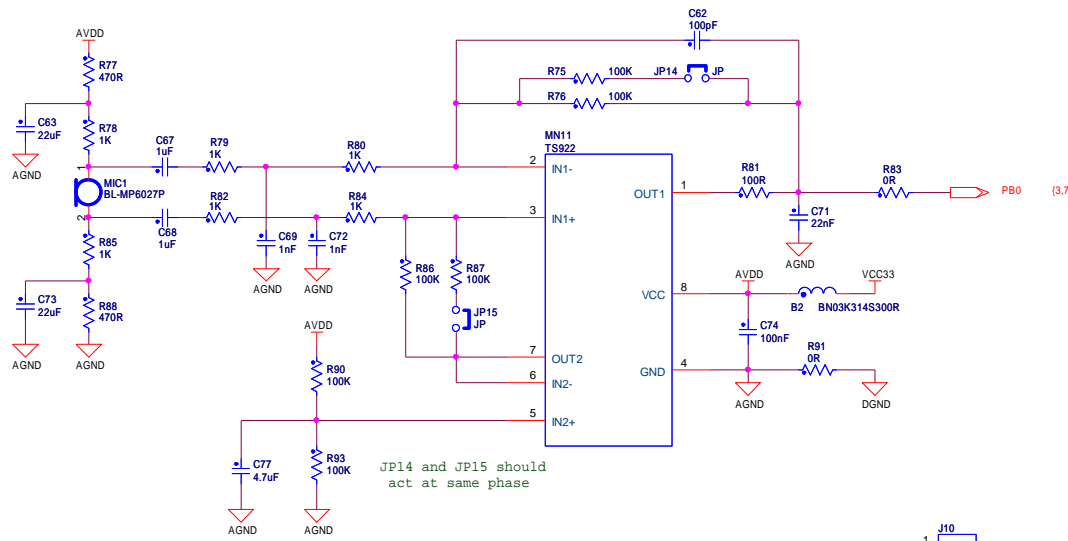 C62
100pF
AVDD
R77
470R
R75
100K
JP14
JP
R76
100K
C63
22uF
R78
1K
C67
1uF
R79
1K
R80
1K
MN11
TS922
AGND
1
MIC1
BL-MP6027P
2
2
IN1-
OUT1
1
R81
100R
R83
0R
PB0
{3,7
R82
1K
R84
1K
3
IN1+
C68
1uF
C71
22nF
R85
1K
C69
1nF
C72
1nF
AGND
R86
100K
R87
100K
AGND
AGND
AVDD
VCC33
C73
22uF
R88
470R
JP15
JP
VCC
8
B2
BN03K314S300R
AVDD
C74
100nF
AGND
AGND
7
OUT2
R91
0R
R90
100K
6
IN2-
GND
4
AGND
DGND
5
IN2+
C77
4.7uF
R93
100K
JP14 and JP15 should
act at same phase
AGND
AGND
J10
1